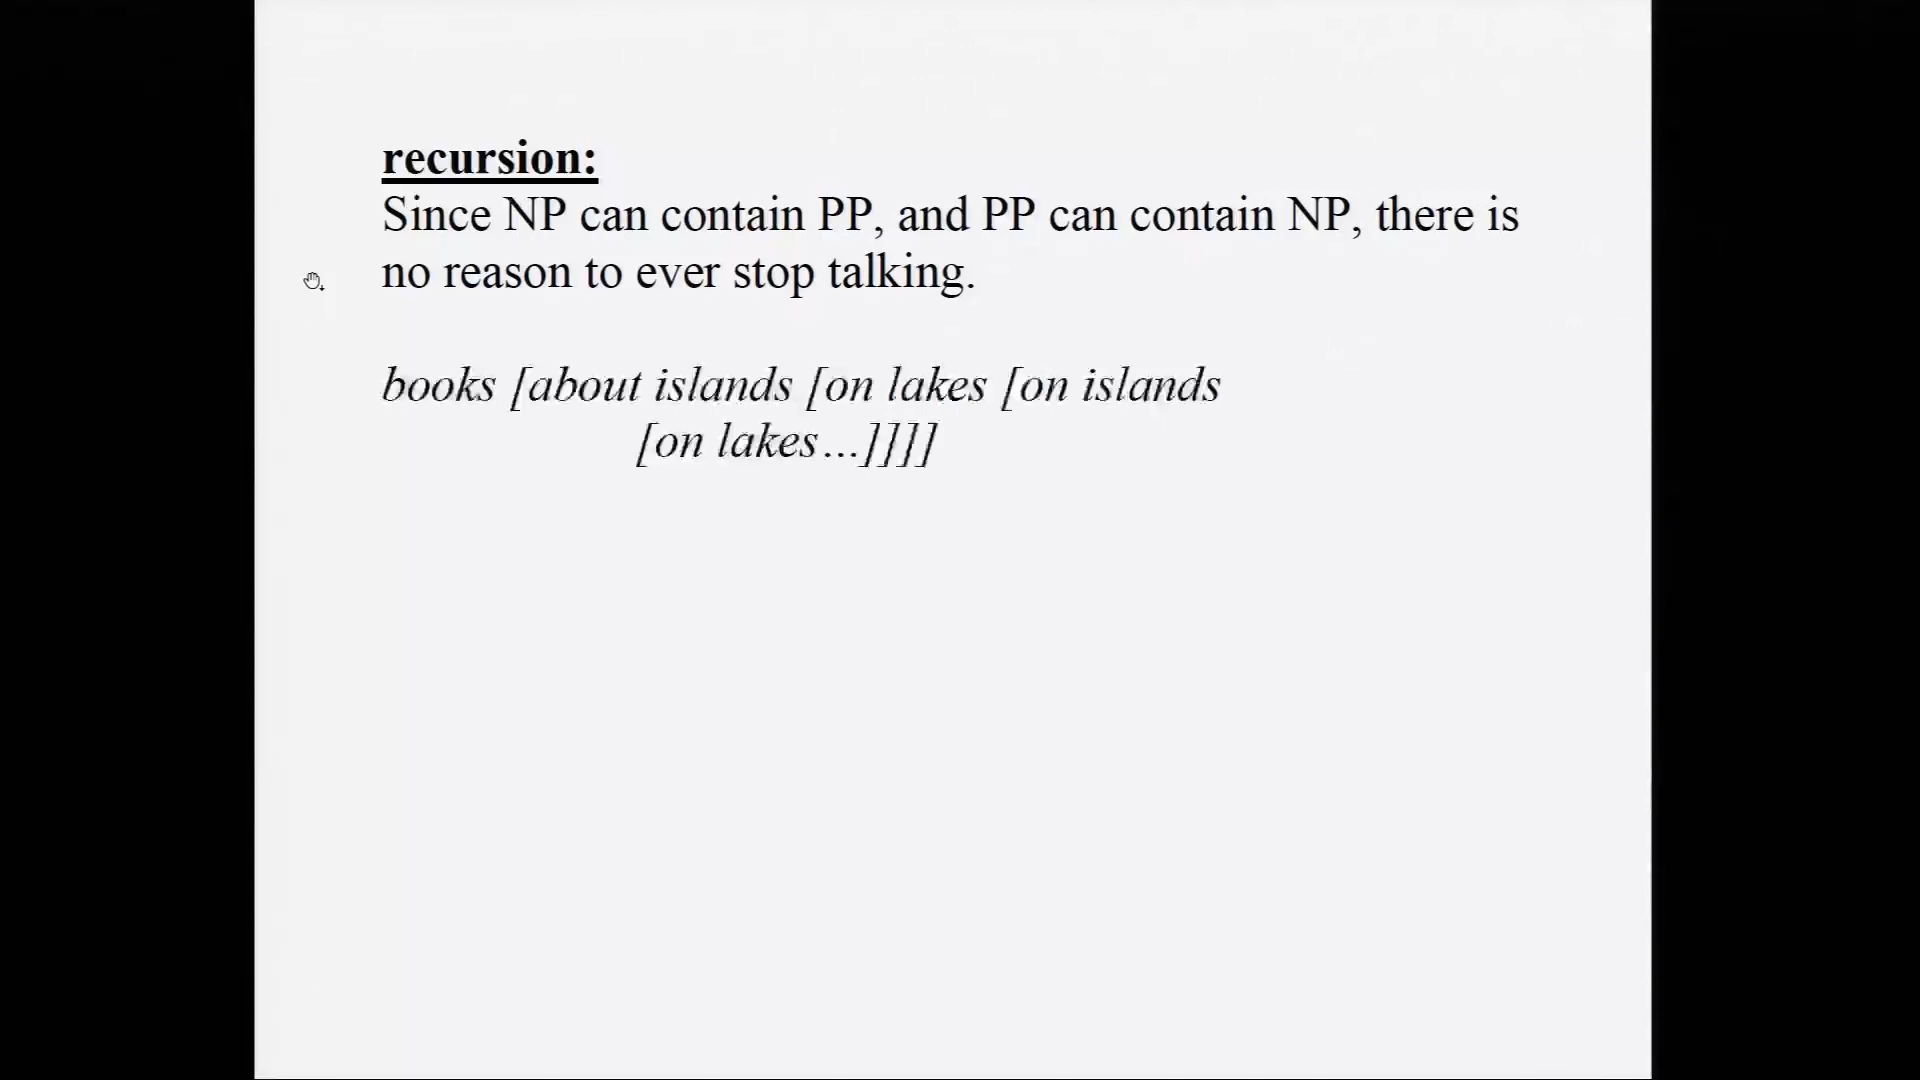 recursion:
Since NP can contain PP, and PP can contain NP, there is
no reason to ever stop talking.
books [about islands [on lakes [on islands
[on lakes…]]]]